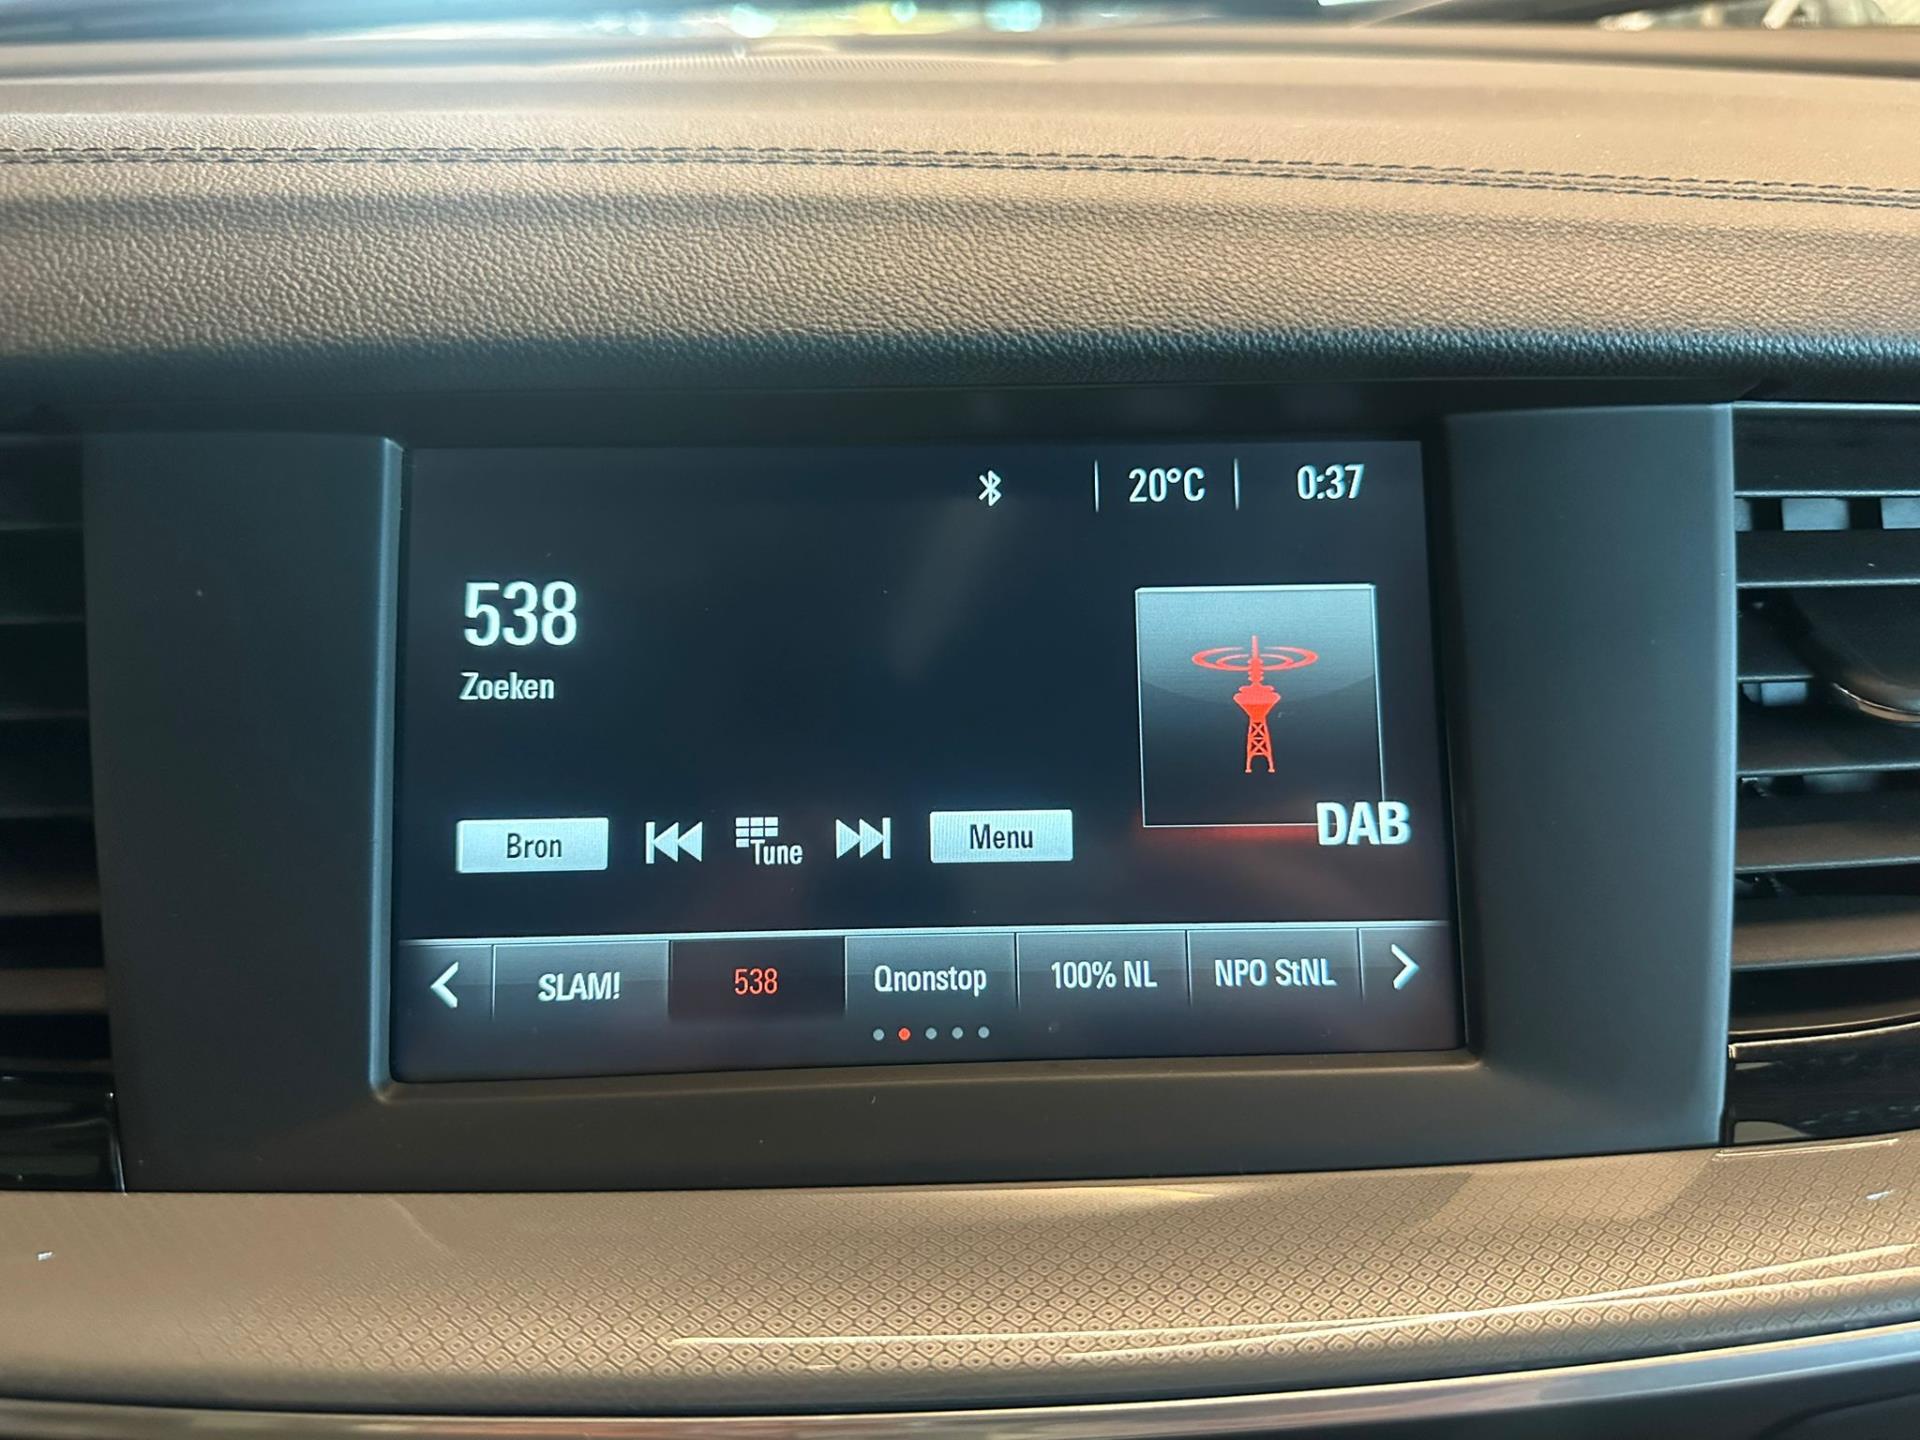 20°C 0:37
538
Zoeken
Bron Tune Menu
DAB
SLAM! 538 Qnonstop 100% NL NPO StNL